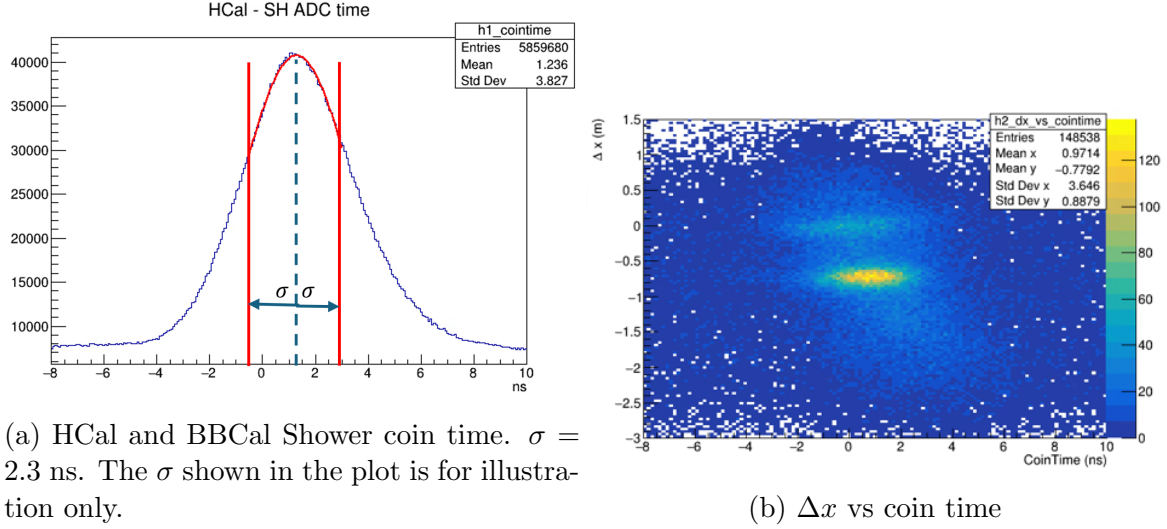 HCal - SH ADC time
h1_cointime
Entries 5859680
Mean 1.236
Std Dev 3.827
40000
35000
30000
25000
20000
15000
10000
σ σ
−8 −6 −4 −2 0 2 4 6 8 10
ns
(a) HCal and BBCal Shower coin time. σ =
2.3 ns. The σ shown in the plot is for illustra-
tion only.
h2_dx_vs_cointime
Entries 148538
Mean x 0.9714
Mean y −0.7792
Std Dev x 3.646
Std Dev y 0.8879
Δ x (m)
1.5
1
0.5
0
−0.5
−1
−1.5
−2
−2.5
−3
−8 −6 −4 −2 0 2 4 6 8 10
CoinTime (ns)
120
100
80
60
40
20
0
(b) Δx vs coin time